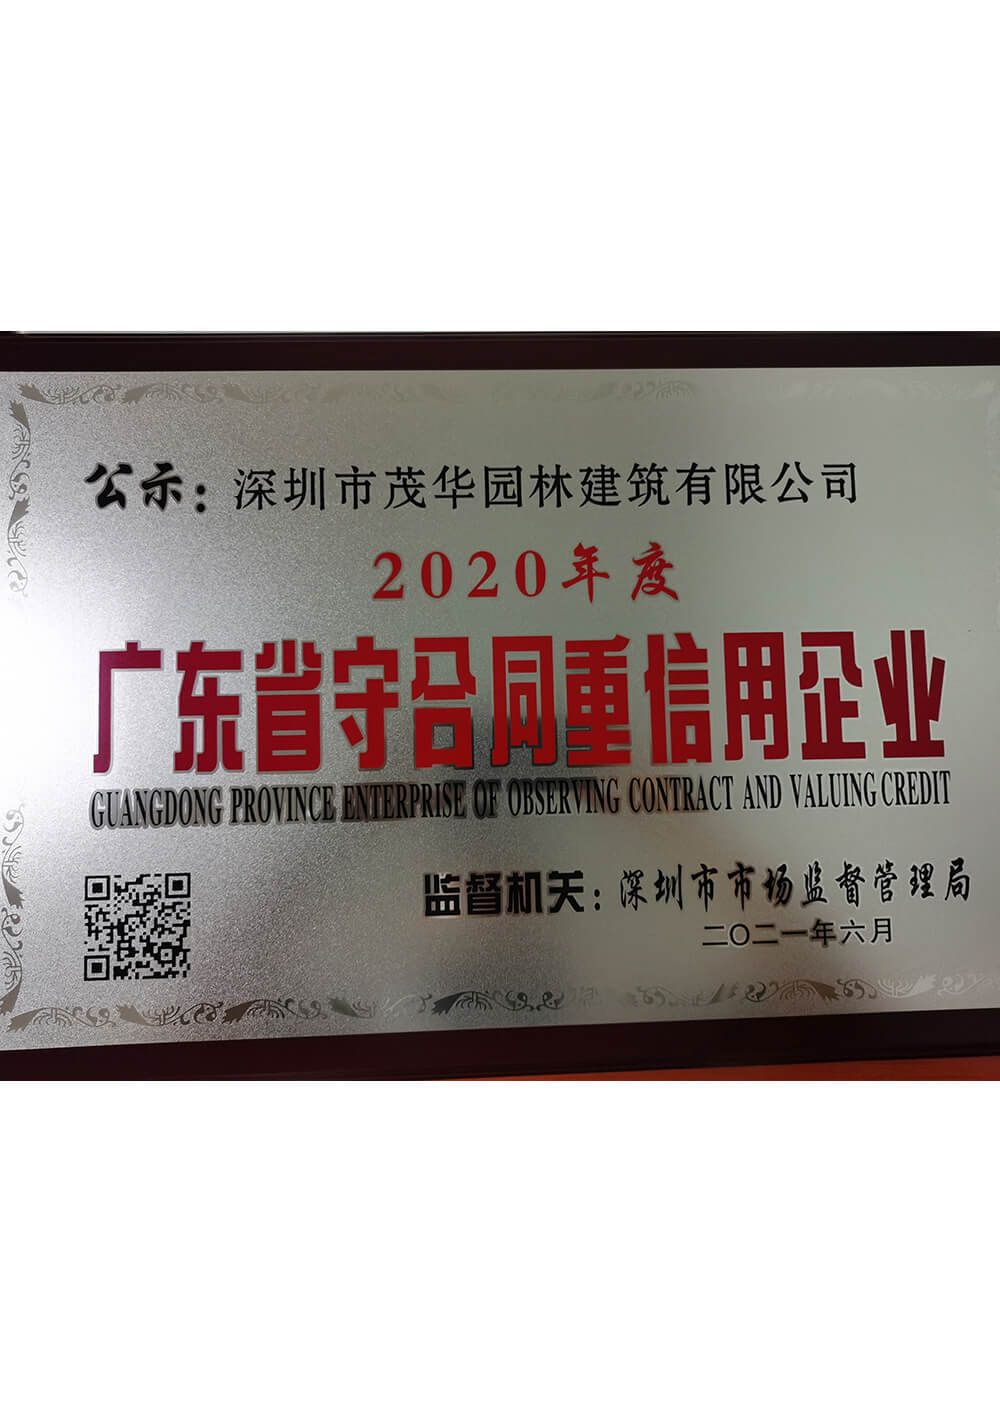 公示：深圳市茂华园林建筑有限公司
2020年度
广东省守合同重信用企业
GUANGDONG PROVINCE ENTERPRISE OF OBSERVING CONTRACT AND VALUING CREDIT
监督机关：深圳市市场监督管理局
二〇二一年六月